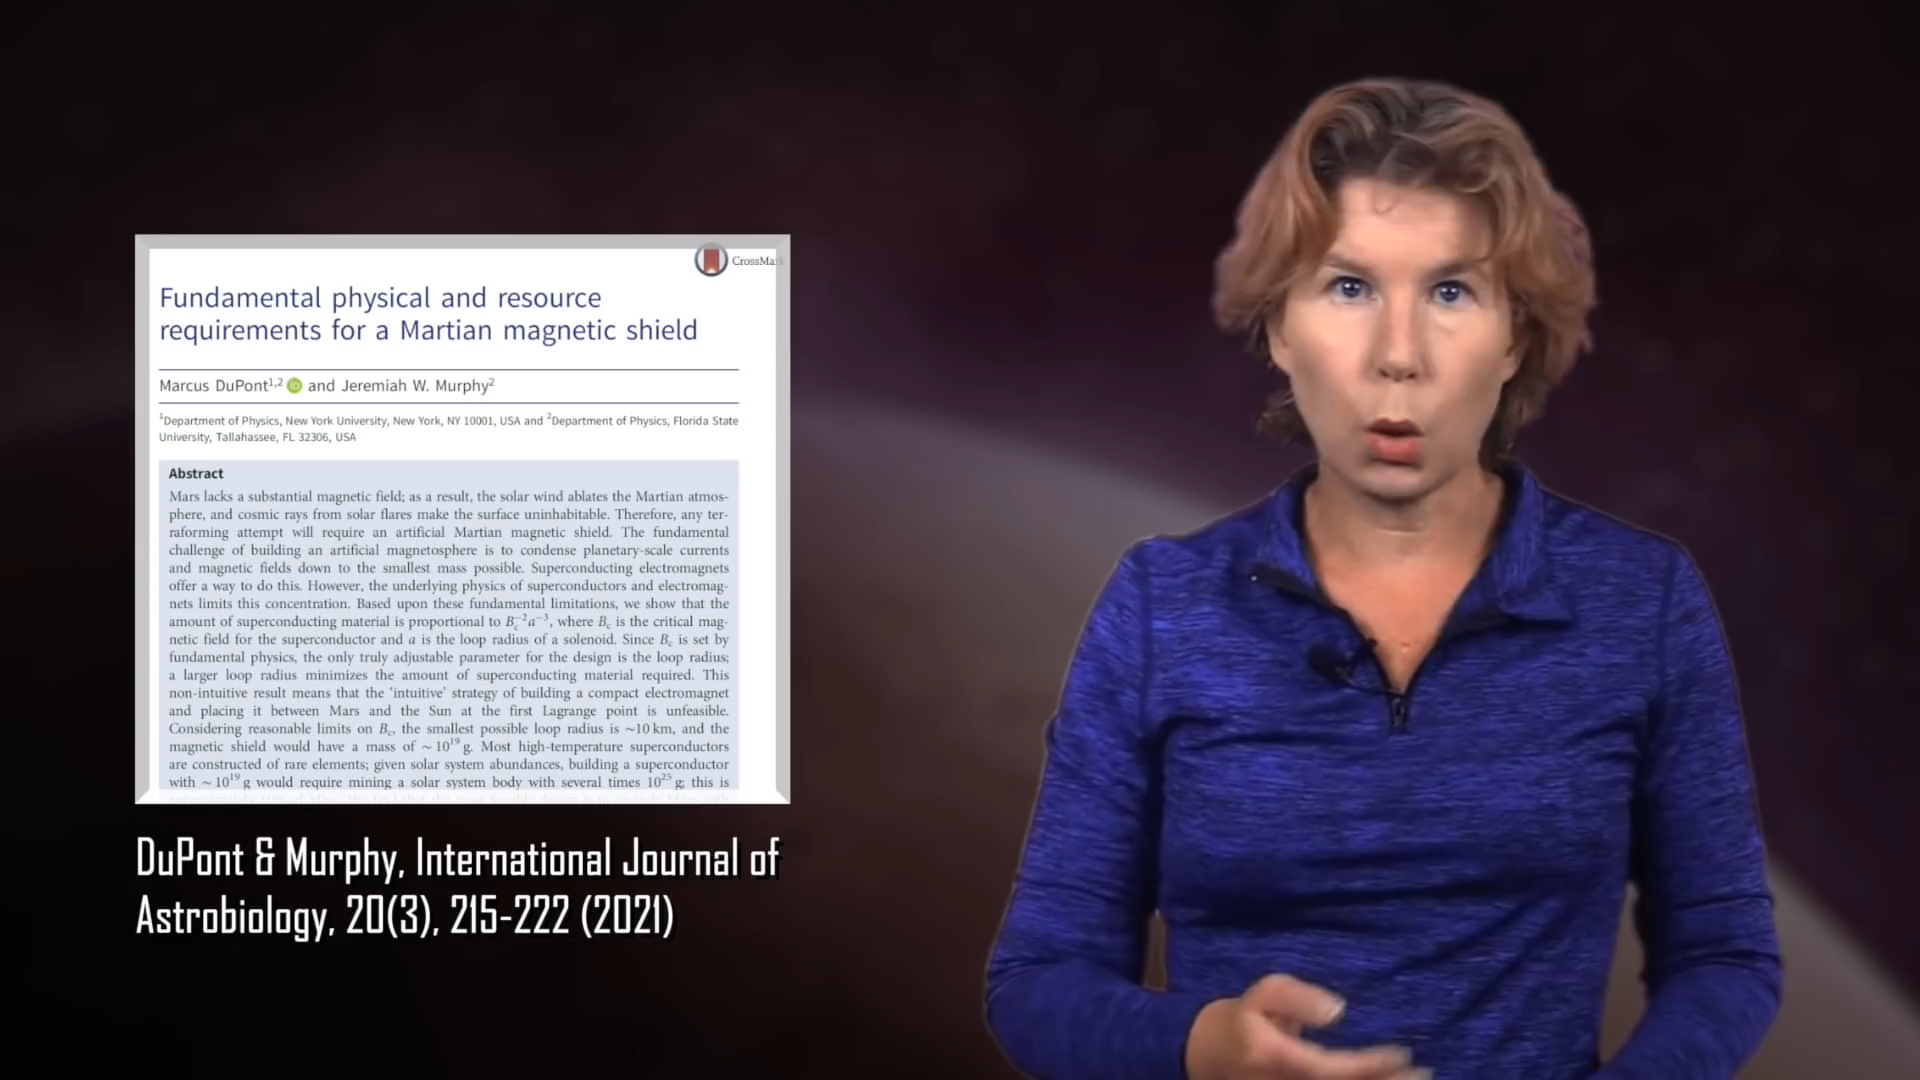 CrossMa
Fundamental physical and resource
requirements for a Martian magnetic shield
Marcus DuPont1,2 iD and Jeremiah W. Murphy2
1Department of Physics, New York University, New York, NY 10001, USA and 2Department of Physics, Florida State
University, Tallahassee, FL 32306, USA
Abstract
Mars lacks a substantial magnetic field; as a result, the solar wind ablates the Martian atmos-
phere, and cosmic rays from solar flares make the surface uninhabitable. Therefore, any ter-
raforming attempt will require an artificial Martian magnetic shield. The fundamental
challenge of building an artificial magnetosphere is to condense planetary-scale currents
and magnetic fields down to the smallest mass possible. Superconducting electromagnets
offer a way to do this. However, the underlying physics of superconductors and electromag-
nets limits this concentration. Based upon these fundamental limitations, we show that the
amount of superconducting material is proportional to Bc−2a−3, where Bc is the critical mag-
netic field for the superconductor and a is the loop radius of a solenoid. Since Bc is set by
fundamental physics, the only truly adjustable parameter for the design is the loop radius;
a larger loop radius minimizes the amount of superconducting material required. This
non-intuitive result means that the ‘intuitive’ strategy of building a compact electromagnet
and placing it between Mars and the Sun at the first Lagrange point is unfeasible.
Considering reasonable limits on Bc, the smallest possible loop radius is ~10 km, and the
magnetic shield would have a mass of ~ 10^19 g. Most high-temperature superconductors
are constructed of rare elements; given solar system abundances, building a superconductor
with ~ 10^19 g would require mining a solar system body with several times 10^25 g; this is
DuPont & Murphy, International Journal of
Astrobiology, 20(3), 215-222 (2021)